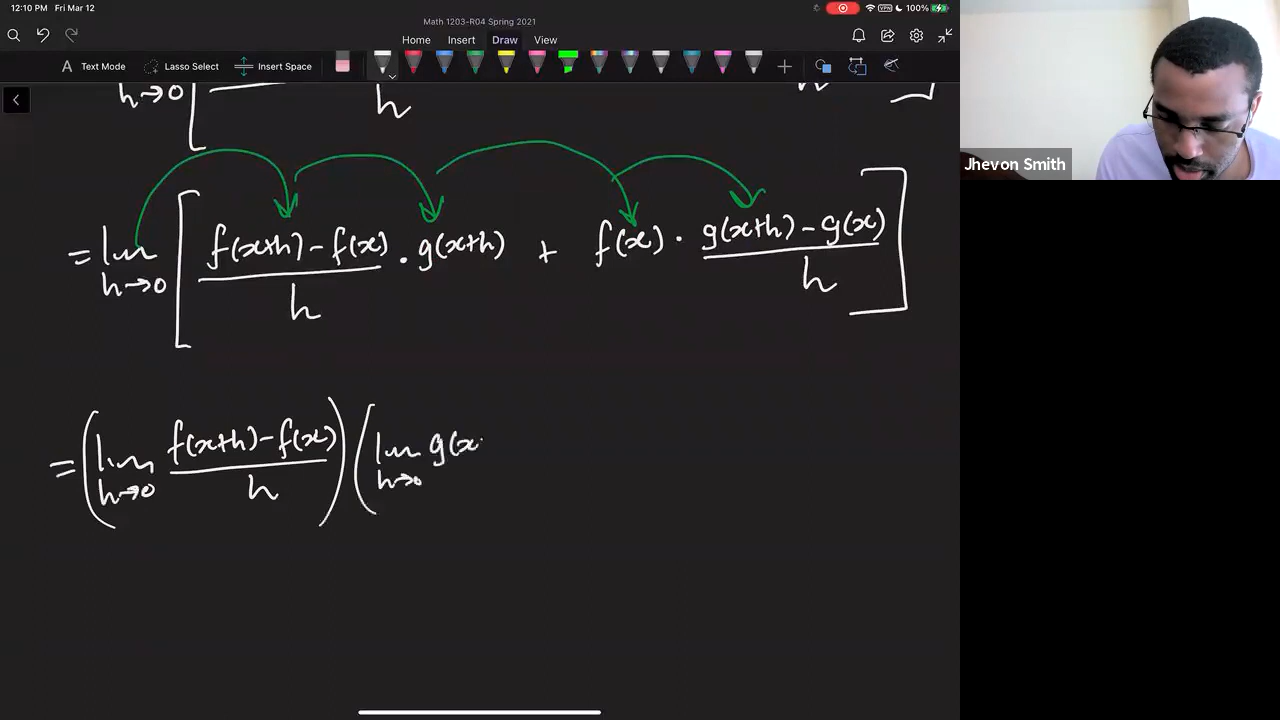 12:10 PM Fri Mar 12
VPN 100%
Math 1203-R04 Spring 2021
Home Insert Draw View
Text Mode Lasso Select Insert Space
h→0 [ h ]
= lim h→0 [ f(x+h)-f(x) / h · g(x+h) + f(x) · g(x+h)-g(x) / h ]
= ( lim h→0 f(x+h)-f(x) / h ) ( lim h→0 g(x
Jhevon Smith